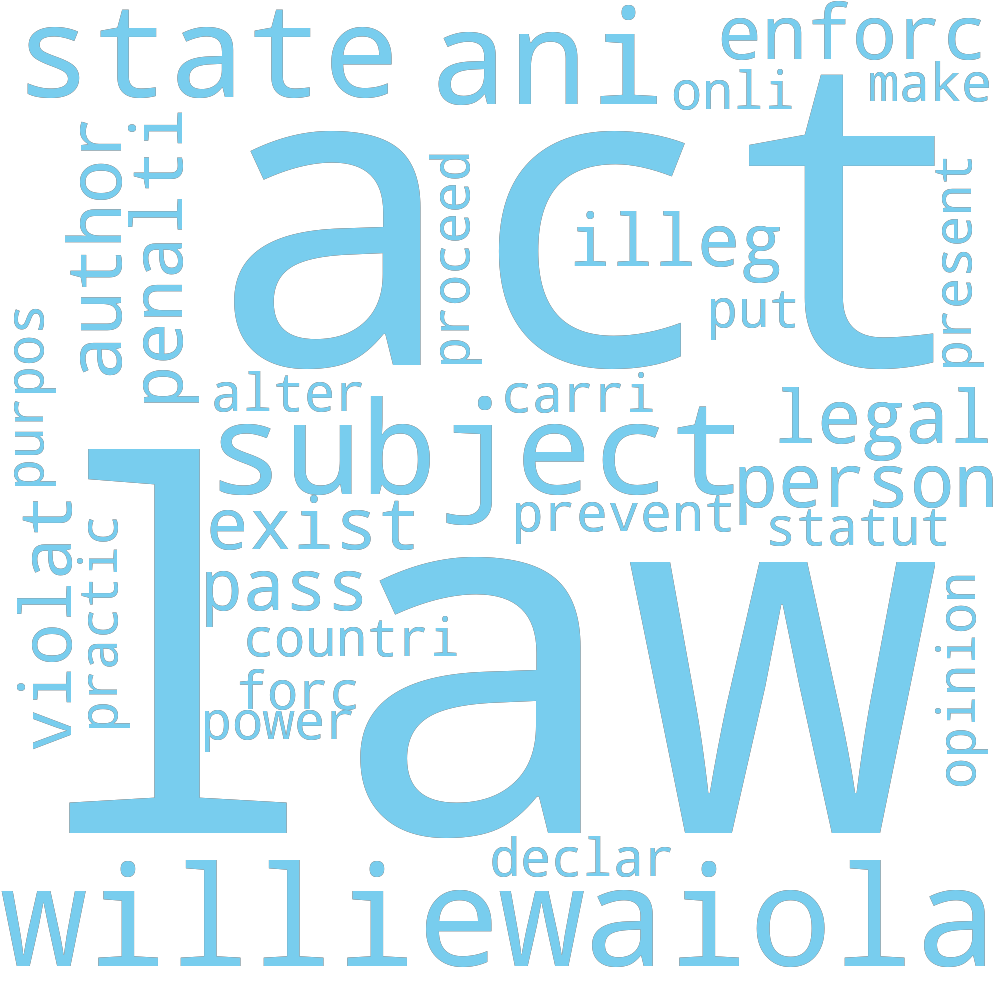 state
ani
enforc
onli
make
act
author
penalti
proceed
illeg
put
present
purpos
alter
carri
subject
legal
person
prevent
statut
exist
violat
practic
law
pass
countri
forc
power
opinion
declar
williewaiola